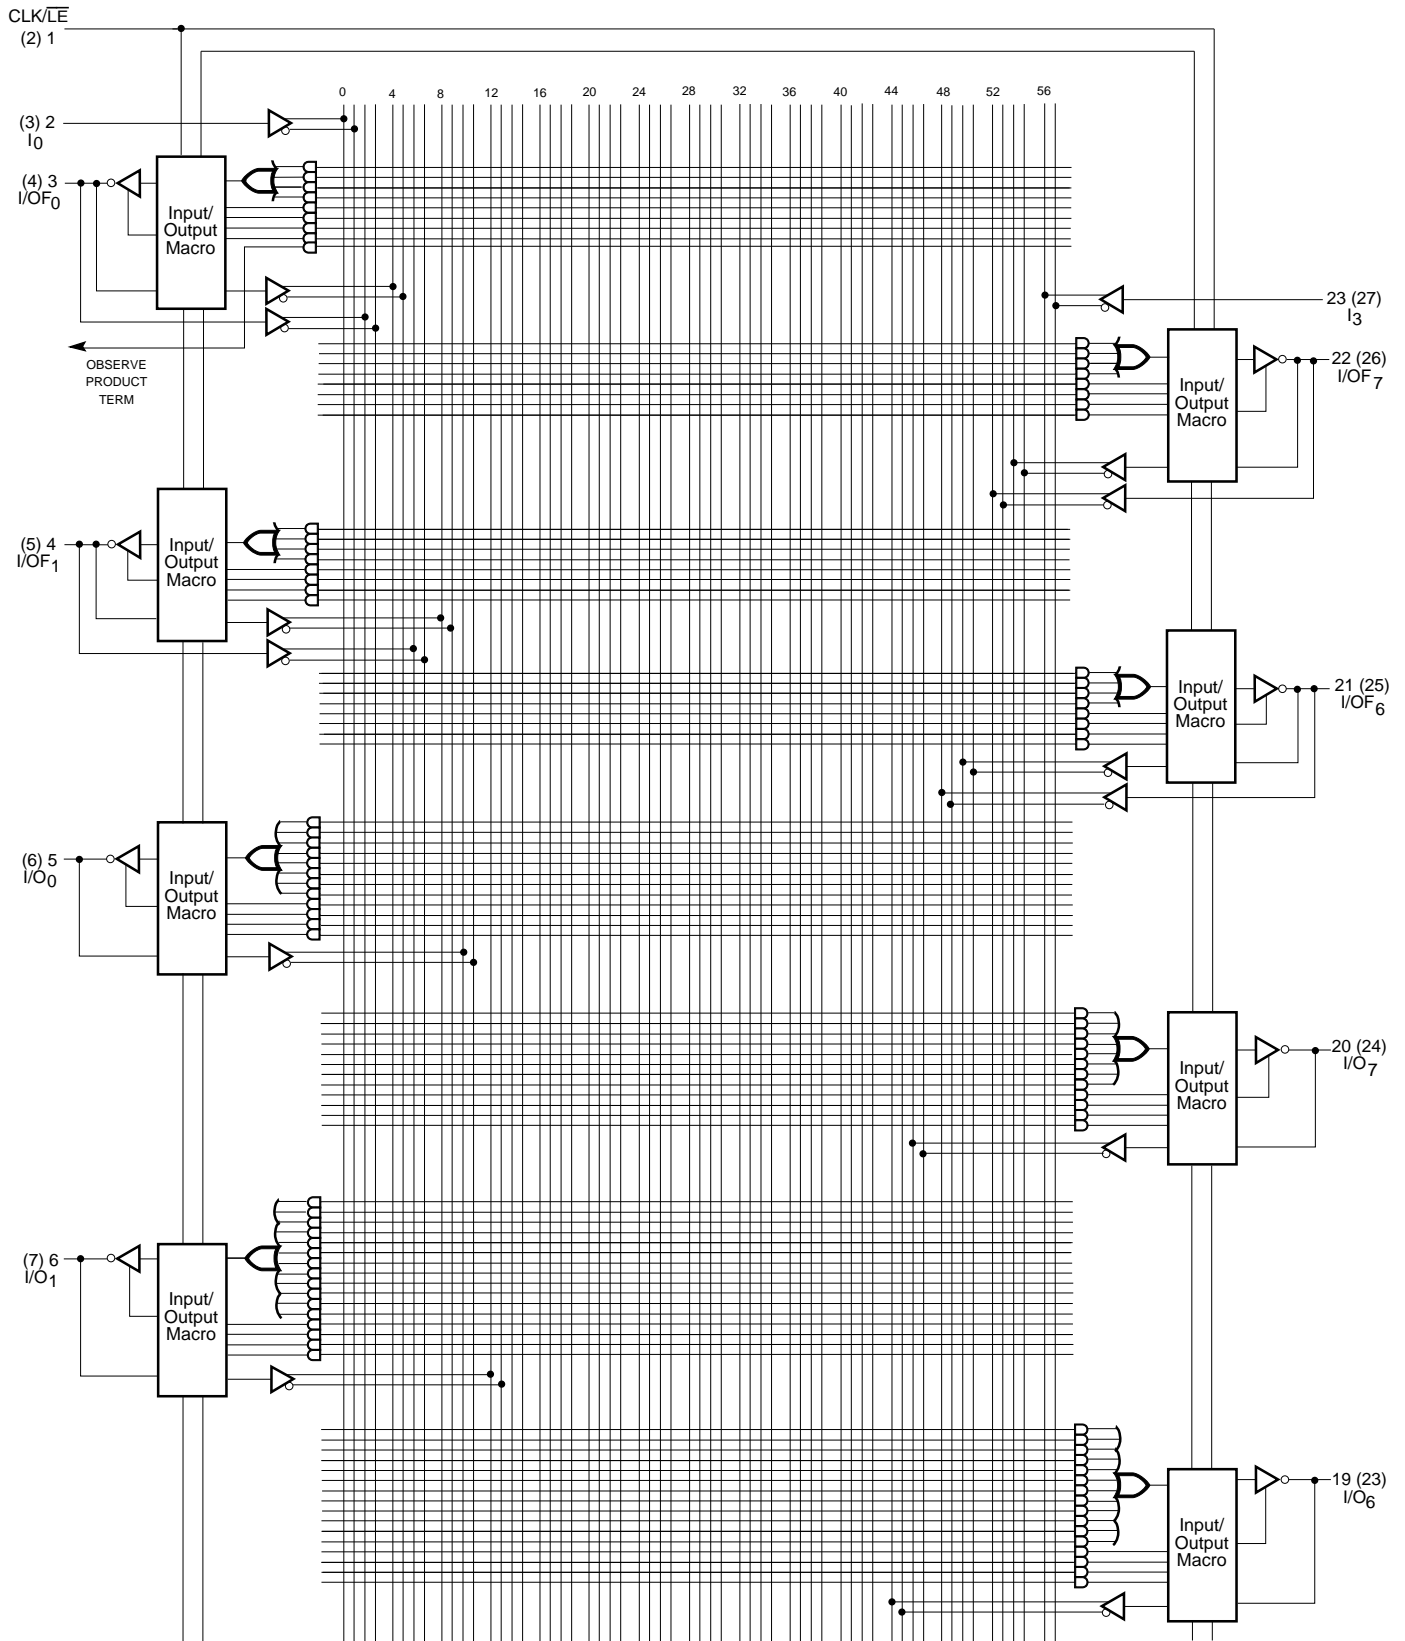 CLK/L̅E̅
(2) 1
0 4 8 12 16 20 24 28 32 36 40 44 48 52 56
(3) 2
I0
(4) 3
I/OF0
Input/
Output
Macro
23 (27)
I3
OBSERVE
PRODUCT
TERM
22 (26)
I/OF7
Input/
Output
Macro
(5) 4
I/OF1
Input/
Output
Macro
21 (25)
I/OF6
Input/
Output
Macro
(6) 5
I/O0
Input/
Output
Macro
20 (24)
I/O7
Input/
Output
Macro
(7) 6
I/O1
Input/
Output
Macro
19 (23)
I/O6
Input/
Output
Macro